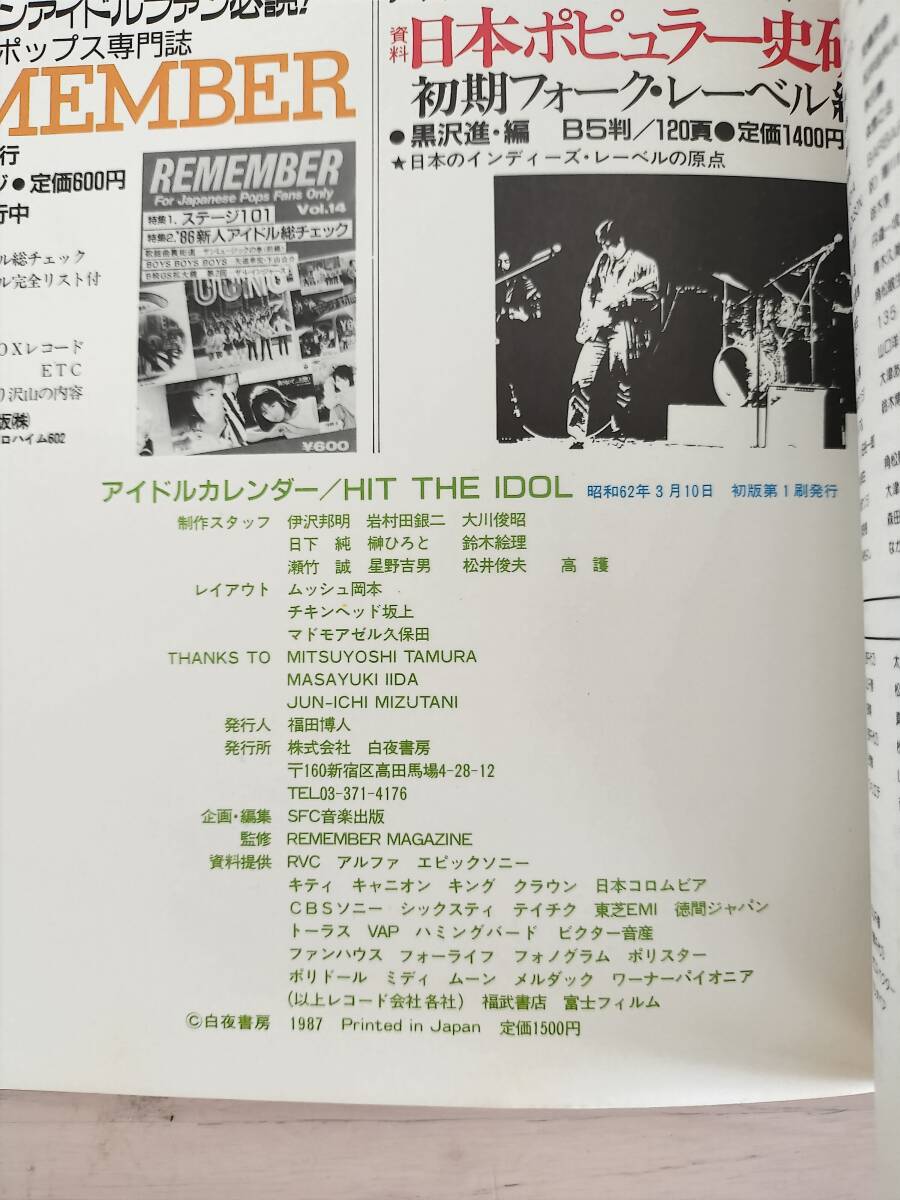 ンアイドルファン必読!
ポップス専門誌
MEMBER
行
ジ●定価600円
行中
ル総チェック
ル完全リスト付
OXレコード
ETC
り沢山の内容
版(株)
ロハイム602
REMEMBER
For Japanese Pops Fans Only
Vol.14
特集1. ステージ101
特集2. '86新人アイドル総チェック
BOYS BOYS BOYS
¥600
資料
日本ポピュラー史研
初期フォーク・レーベル編
●黒沢進・編 B5判/120頁●定価1400円
★日本のインディーズ・レーベルの原点
アイドルカレンダー/HIT THE IDOL 昭和62年3月10日 初版第1刷発行
制作スタッフ 伊沢邦明 岩村田銀二 大川俊昭
日下 純 榊ひろと 鈴木絵理
瀬竹 誠 星野吉男 松井俊夫 高 護
レイアウト ムッシュ岡本
チキンヘッド坂上
マドモアゼル久保田
THANKS TO MITSUYOSHI TAMURA
MASAYUKI IIDA
JUN-ICHI MIZUTANI
発行人 福田博人
発行所 株式会社 白夜書房
〒160新宿区高田馬場4-28-12
TEL03-371-4176
企画・編集 SFC音楽出版
監修 REMEMBER MAGAZINE
資料提供 RVC アルファ エピックソニー
キティ キャニオン キング クラウン 日本コロムビア
CBSソニー シックスティ テイチク 東芝EMI 徳間ジャパン
トーラス VAP ハミングバード ビクター音産
ファンハウス フォーライフ フォノグラム ポリスター
ポリドール ミディ ムーン メルダック ワーナーパイオニア
(以上レコード会社各社) 福武書店 富士フィルム
©白夜書房 1987 Printed in Japan 定価1500円